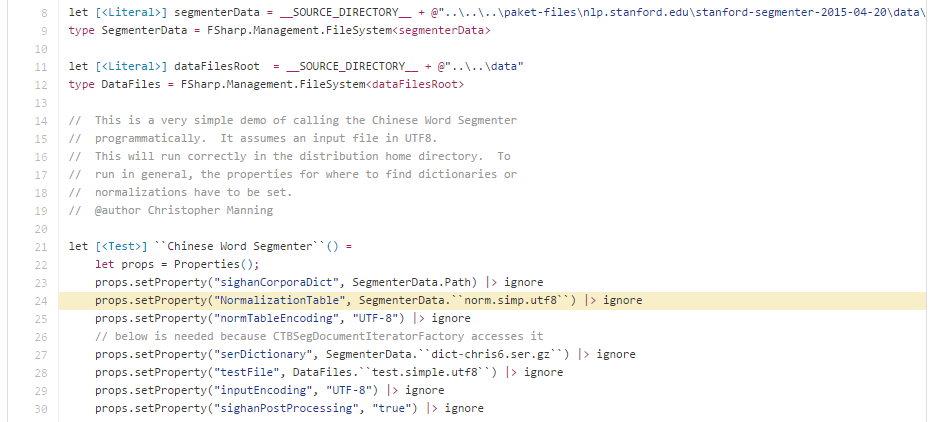 8 let [<Literal>] segmenterData = __SOURCE_DIRECTORY__ + @"..\..\..\paket-files\nlp.stanford.edu\stanford-segmenter-2015-04-20\data\
9 type SegmenterData = FSharp.Management.FileSystem<segmenterData>
10
11 let [<Literal>] dataFilesRoot  = __SOURCE_DIRECTORY__ + @"..\..\data"
12 type DataFiles = FSharp.Management.FileSystem<dataFilesRoot>
13
14 //  This is a very simple demo of calling the Chinese Word Segmenter
15 //  programmatically.  It assumes an input file in UTF8.
16 //  This will run correctly in the distribution home directory.  To
17 //  run in general, the properties for where to find dictionaries or
18 //  normalizations have to be set.
19 //  @author Christopher Manning
20
21 let [<Test>] ``Chinese Word Segmenter``() =
22     let props = Properties();
23     props.setProperty("sighanCorporaDict", SegmenterData.Path) |> ignore
24     props.setProperty("NormalizationTable", SegmenterData.``norm.simp.utf8``) |> ignore
25     props.setProperty("normTableEncoding", "UTF-8") |> ignore
26     // below is needed because CTBSegDocumentIteratorFactory accesses it
27     props.setProperty("serDictionary", SegmenterData.``dict-chris6.ser.gz``) |> ignore
28     props.setProperty("testFile", DataFiles.``test.simple.utf8``) |> ignore
29     props.setProperty("inputEncoding", "UTF-8") |> ignore
30     props.setProperty("sighanPostProcessing", "true") |> ignore